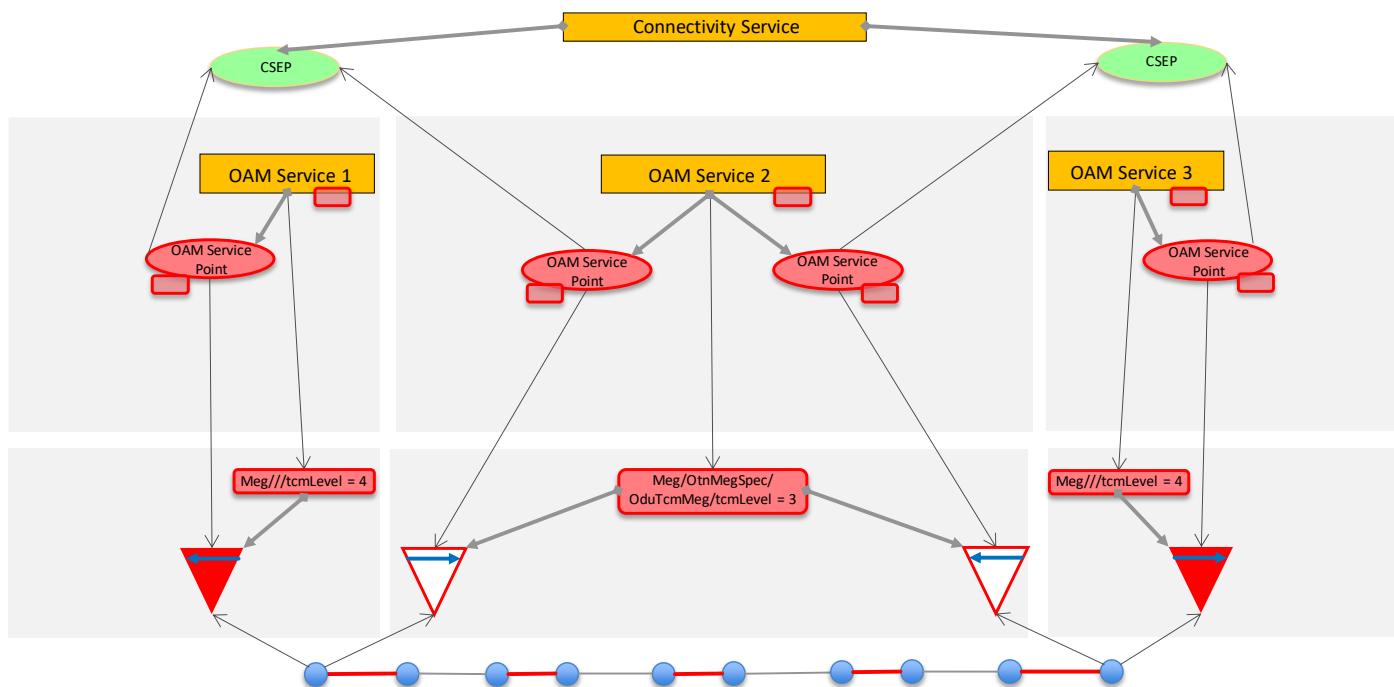 Connectivity Service
CSEP
CSEP
OAM Service 1
OAM Service 2
OAM Service 3
OAM Service
Point
OAM Service
Point
OAM Service
Point
OAM Service
Point
Meg///tcmLevel = 4
Meg/OtnMegSpec/
OduTcmMeg/tcmLevel = 3
Meg///tcmLevel = 4